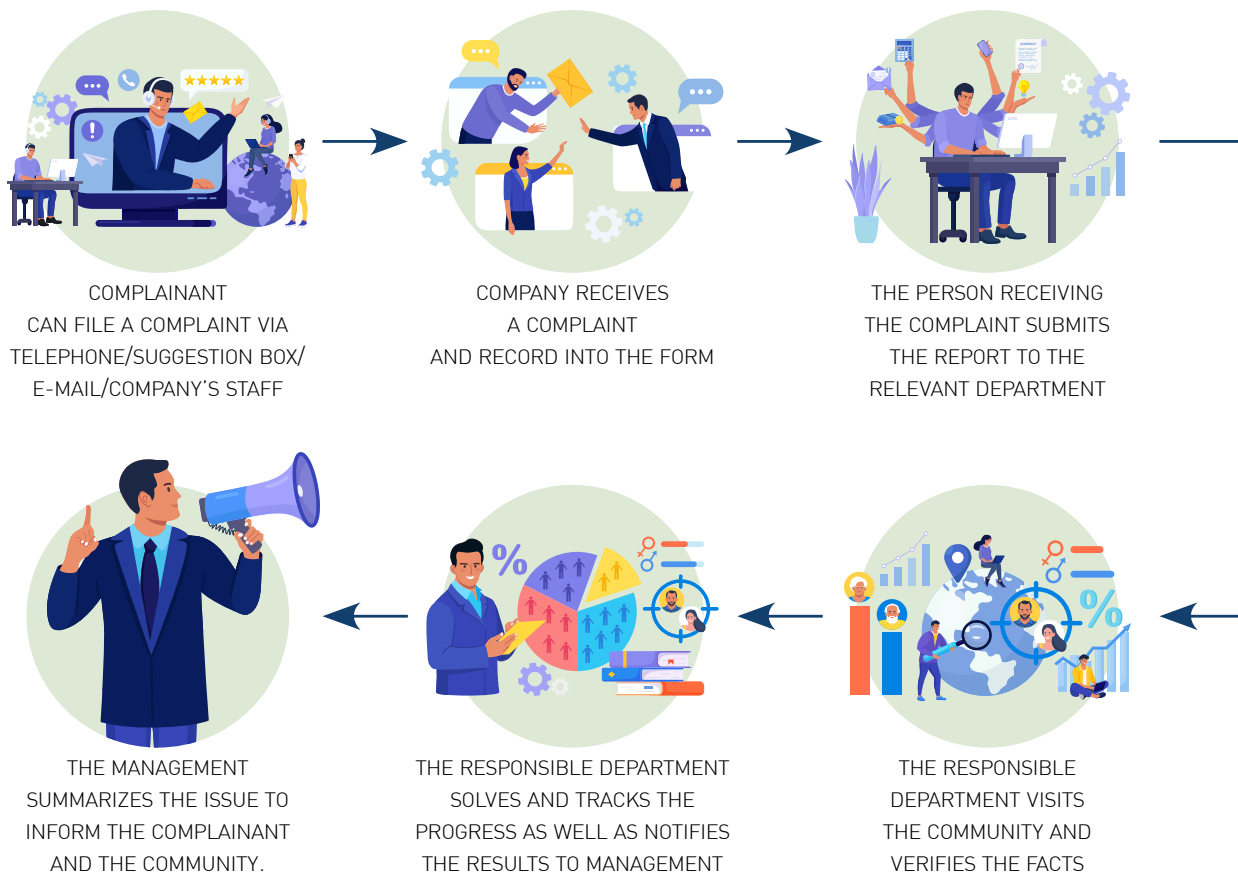 COMPLAINANT
CAN FILE A COMPLAINT VIA
TELEPHONE/SUGGESTION BOX/
E-MAIL/COMPANY'S STAFF
COMPANY RECEIVES
A COMPLAINT
AND RECORD INTO THE FORM
THE PERSON RECEIVING
THE COMPLAINT SUBMITS
THE REPORT TO THE
RELEVANT DEPARTMENT
%
%
THE MANAGEMENT
SUMMARIZES THE ISSUE TO
INFORM THE COMPLAINANT
AND THE COMMUNITY.
THE RESPONSIBLE DEPARTMENT
SOLVES AND TRACKS THE
PROGRESS AS WELL AS NOTIFIES
THE RESULTS TO MANAGEMENT
THE RESPONSIBLE
DEPARTMENT VISITS
THE COMMUNITY AND
VERIFIES THE FACTS